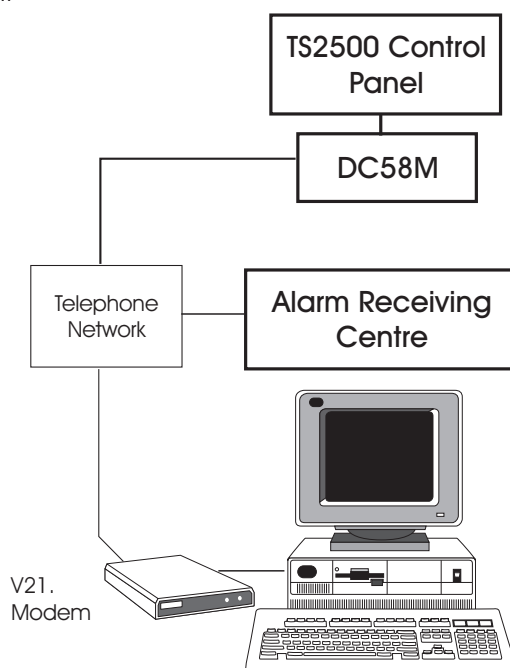 TS2500 Control
Panel
DC58M
Telephone
Network
Alarm Receiving
Centre
V21.
Modem